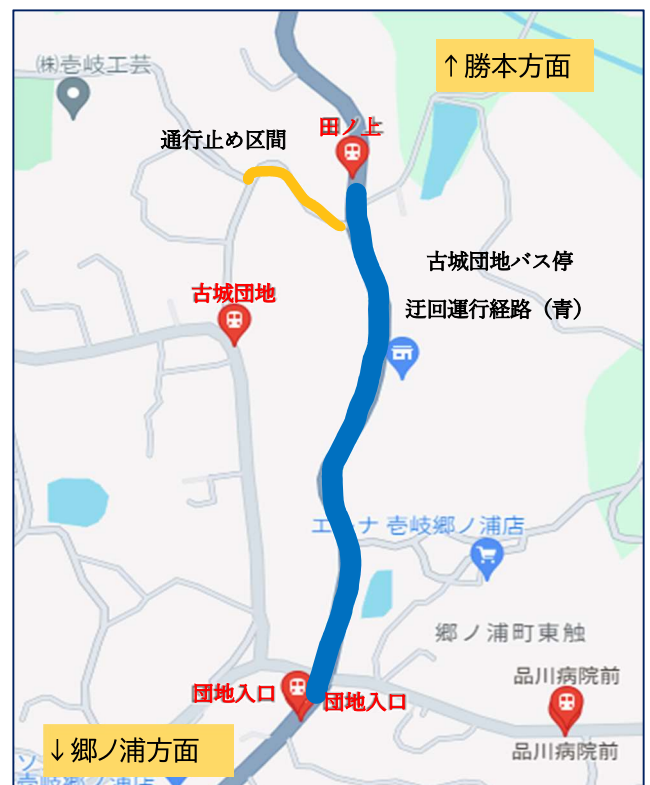 ㈱壱岐工芸
↑勝本方面
田ノ上
通行止め区間
古城団地バス停
古城団地
迂回運行経路（青）
壱岐郷ノ浦店
郷ノ浦町東触
品川病院前
団地入口
団地入口
品川病院前
↓郷ノ浦方面